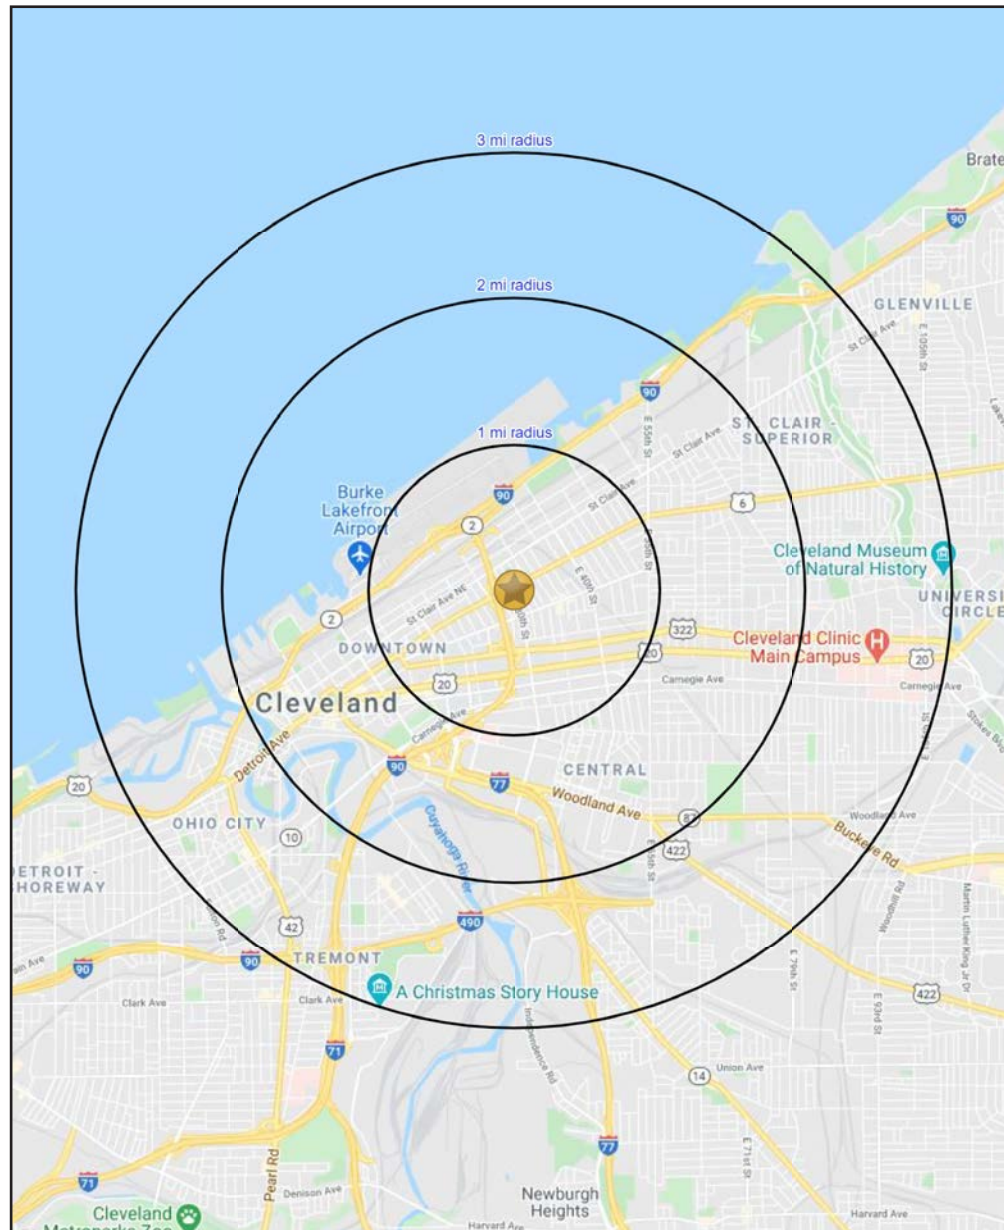 3 mi radius
Brate
90
2 mi radius
GLENVILLE
St Clair Ave
E 105th St
90
E 55th St
ST. CLAIR -
SUPERIOR
St Clair Ave
1 mi radius
Burke
Lakefront
Airport
90
St Clair Ave
6
2
E 55th St
Cleveland Museum
of Natural History
E 40th St
UNIVERSI
CIRCLE
St Clair Ave NE
2
30th St
322
DOWNTOWN
20
Cleveland Clinic
Main Campus
H
20
20
Carnegie Ave
Carnegie Ave
Cleveland
Carnegie Ave
Detroit Ave
90
CENTRAL
77
20
Woodland Ave
87
Woodland Ave
OHIO CITY
10
Cuyahoga
River
Buckeye Rd
422
DETROIT -
SHOREWAY
Woodhill Rd
Martin Luther King Jr Dr
42
490
90
90
TREMONT
E 79th St
Clark Ave
Clark Ave
A Christmas Story House
422
E 93rd St
Independence Rd
71
14
Union Ave
77
E 71st St
Pearl Rd
71
Denison Ave
Newburgh
Heights
Cleveland
Metroparks Zoo
Harvard Ave
Harvard Ave